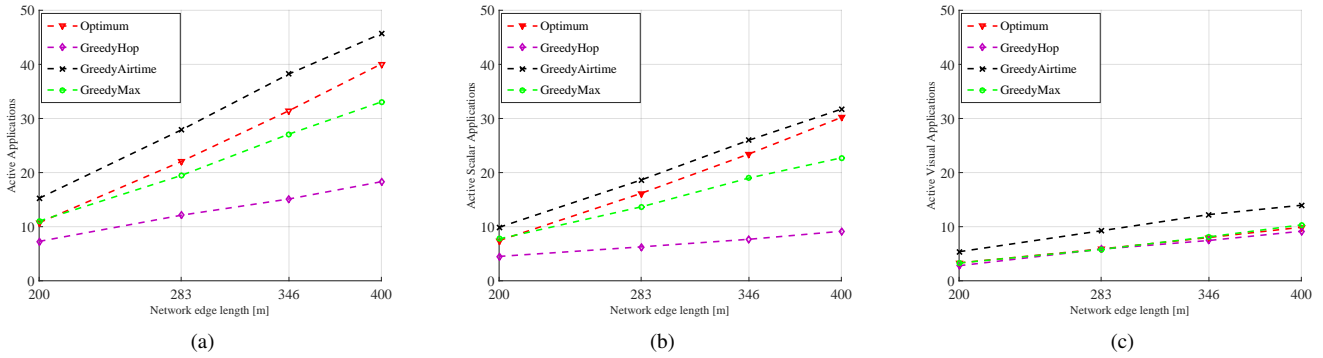 50
40
30
20
10
0
Active Applications
Optimum
GreedyHop
GreedyAirtime
GreedyMax
200 283 346 400
Network edge length [m]
(a)
50
40
30
20
10
0
Active Scalar Applications
Optimum
GreedyHop
GreedyAirtime
GreedyMax
200 283 346 400
Network edge length [m]
(b)
50
40
30
20
10
0
Active Visual Applications
Optimum
GreedyHop
GreedyAirtime
GreedyMax
200 283 346 400
Network edge length [m]
(c)